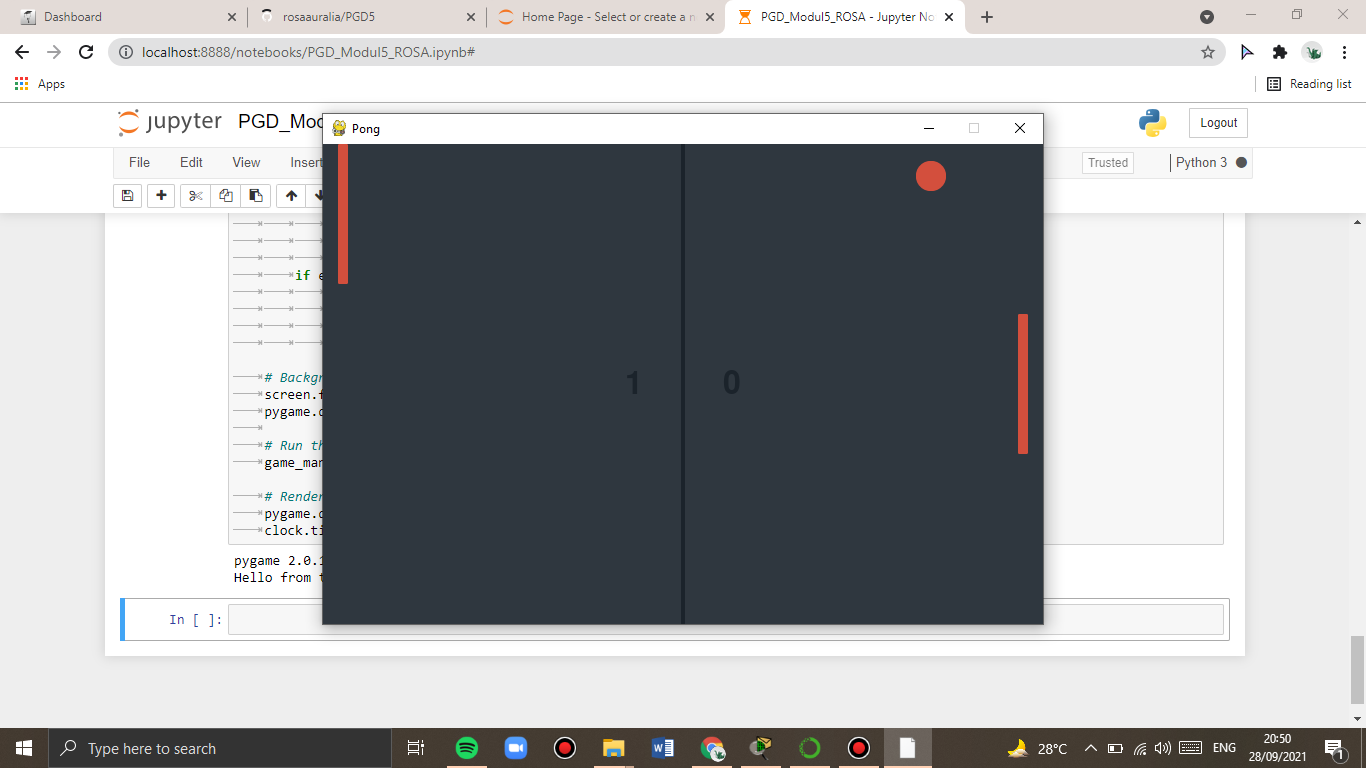 Dashboard
rosaauralia/PGD5
Home Page - Select or create a n
PGD_Modul5_ROSA - Jupyter No
localhost:8888/notebooks/PGD_Modul5_ROSA.ipynb#
Apps
Reading list
jupyter PGD_Mod
Logout
Pong
File Edit View Insert
Trusted
Python 3
if e
1 0
# Backgr
screen.f
pygame.d
# Run th
game_man
# Render
pygame.d
clock.ti
pygame 2.0.1
Hello from t
In [ ]:
Type here to search
28°C
ENG
20:50
28/09/2021
1